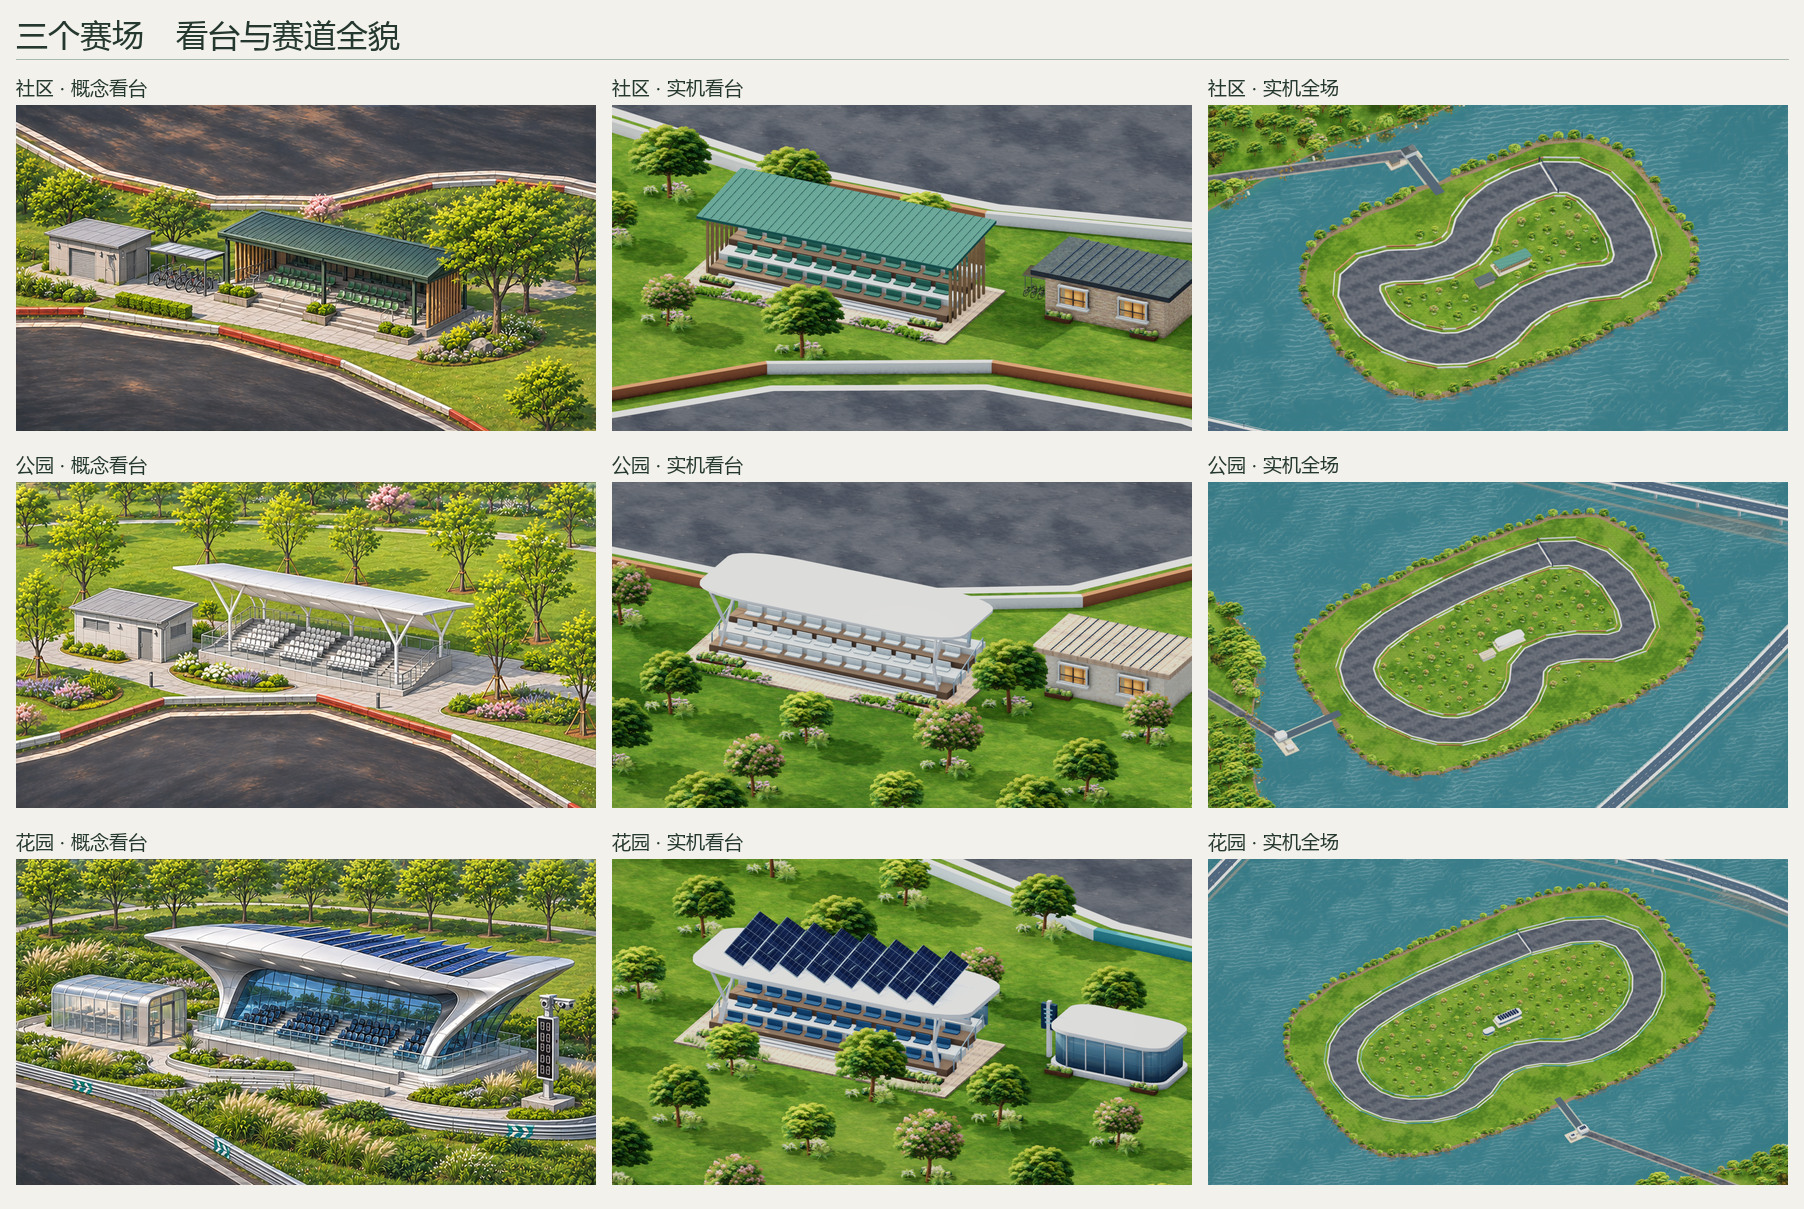 三个赛场　看台与赛道全貌
社区 · 概念看台
社区 · 实机看台
社区 · 实机全场
公园 · 概念看台
公园 · 实机看台
公园 · 实机全场
花园 · 概念看台
花园 · 实机看台
花园 · 实机全场